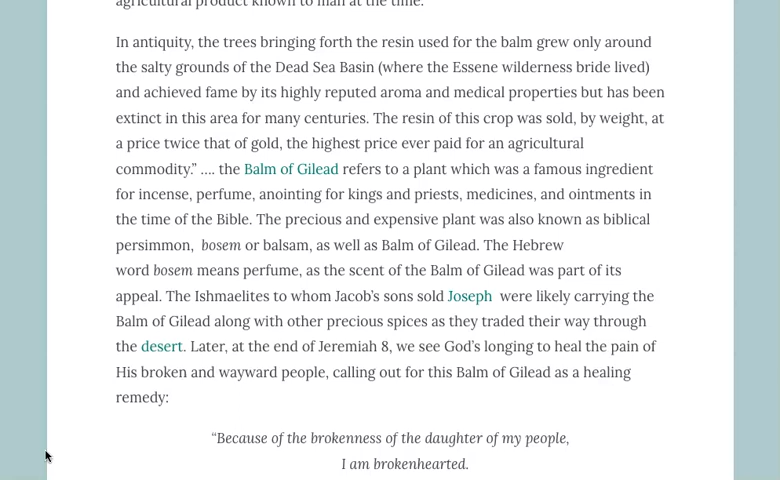 agricultural product known to man at the time.
In antiquity, the trees bringing forth the resin used for the balm grew only around
the salty grounds of the Dead Sea Basin (where the Essene wilderness bride lived)
and achieved fame by its highly reputed aroma and medical properties but has been
extinct in this area for many centuries. The resin of this crop was sold, by weight, at
a price twice that of gold, the highest price ever paid for an agricultural
commodity.” …. the Balm of Gilead refers to a plant which was a famous ingredient
for incense, perfume, anointing for kings and priests, medicines, and ointments in
the time of the Bible. The precious and expensive plant was also known as biblical
persimmon, bosem or balsam, as well as Balm of Gilead. The Hebrew
word bosem means perfume, as the scent of the Balm of Gilead was part of its
appeal. The Ishmaelites to whom Jacob’s sons sold Joseph were likely carrying the
Balm of Gilead along with other precious spices as they traded their way through
the desert. Later, at the end of Jeremiah 8, we see God’s longing to heal the pain of
His broken and wayward people, calling out for this Balm of Gilead as a healing
remedy:
“Because of the brokenness of the daughter of my people,
I am brokenhearted.